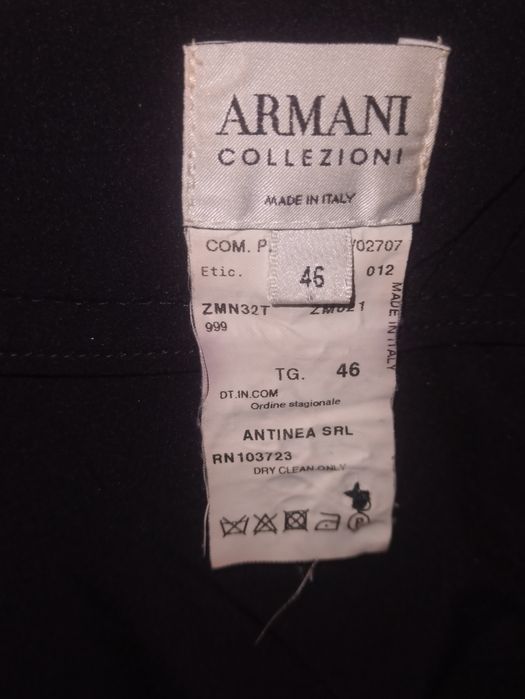 ARMANI
COLLEZIONI
MADE IN ITALY
COM. P. /02707
Etic. 46 012
ZMN32T
999
MADE IN ITALY
TG. 46
DT.IN.COM
Ordine stagionale
ANTINEA SRL
RN103723
DRY CLEAN ONLY
P